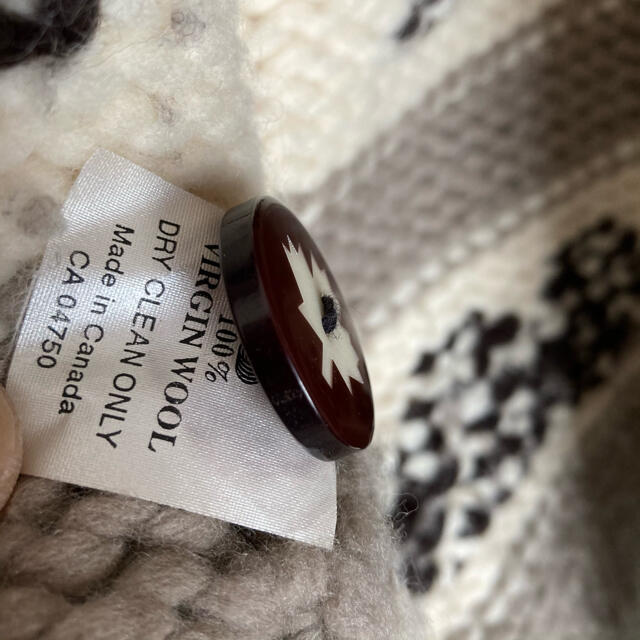 100%
VIRGIN WOOL
DRY CLEAN ONLY
Made in Canada
CA 04750